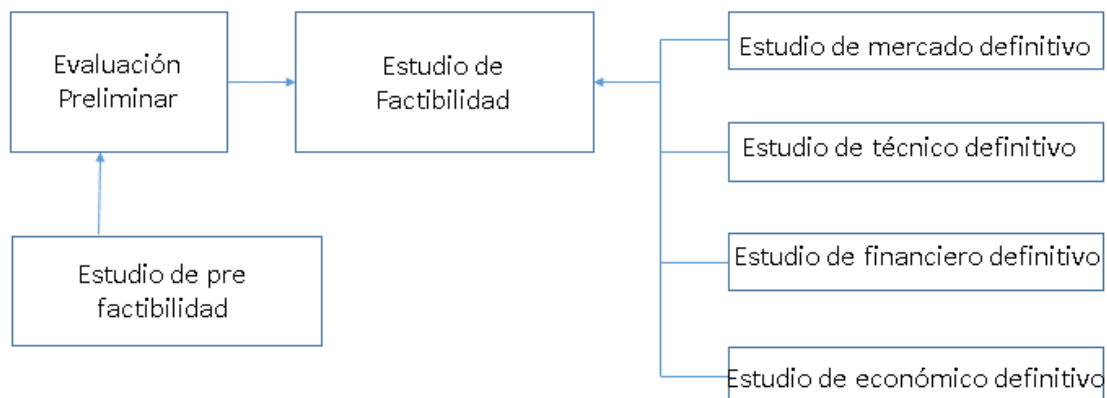 Evaluación
Preliminar
Estudio de
Factibilidad
Estudio de pre
factibilidad
Estudio de mercado definitivo
Estudio de técnico definitivo
Estudio de financiero definitivo
Estudio de económico definitivo